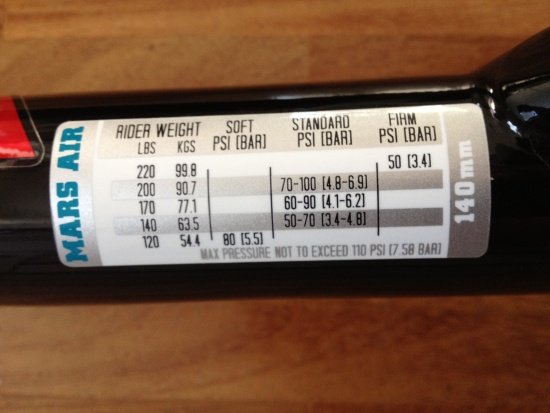 MARS AIR
RIDER WEIGHT SOFT STANDARD FIRM
LBS KGS PSI [BAR] PSI [BAR] PSI [BAR]
220 99.8 50 [3.4]
200 90.7 70-100 [4.8-6.9]
170 77.1 60-90 [4.1-6.2]
140 63.5 50-70 [3.4-4.8]
120 54.4 80 [5.5]
MAX PRESSURE NOT TO EXCEED 110 PSI [7.58 BAR]
140mm